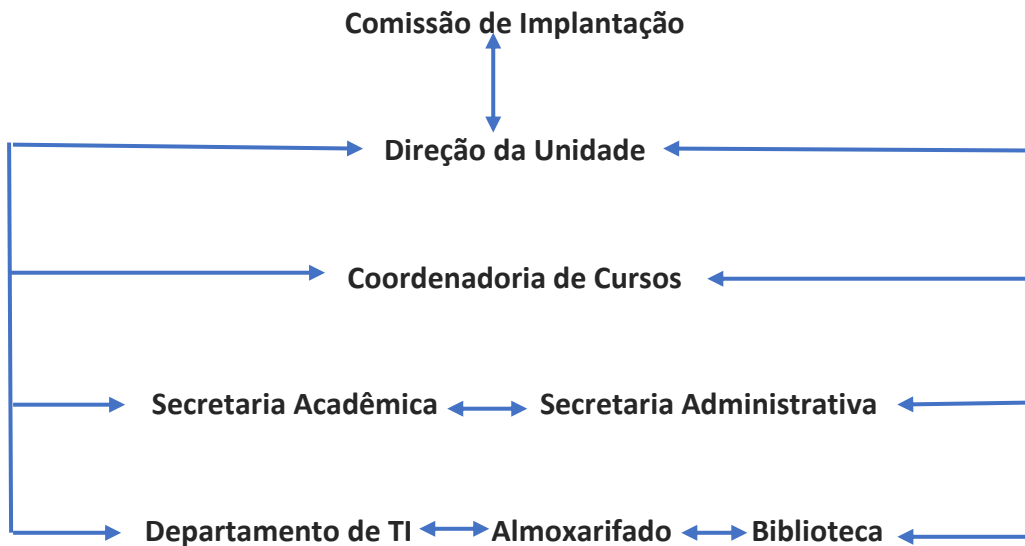 Comissão de Implantação
Direção da Unidade
Coordenadoria de Cursos
Secretaria Acadêmica Secretaria Administrativa
Departamento de TI Almoxarifado Biblioteca